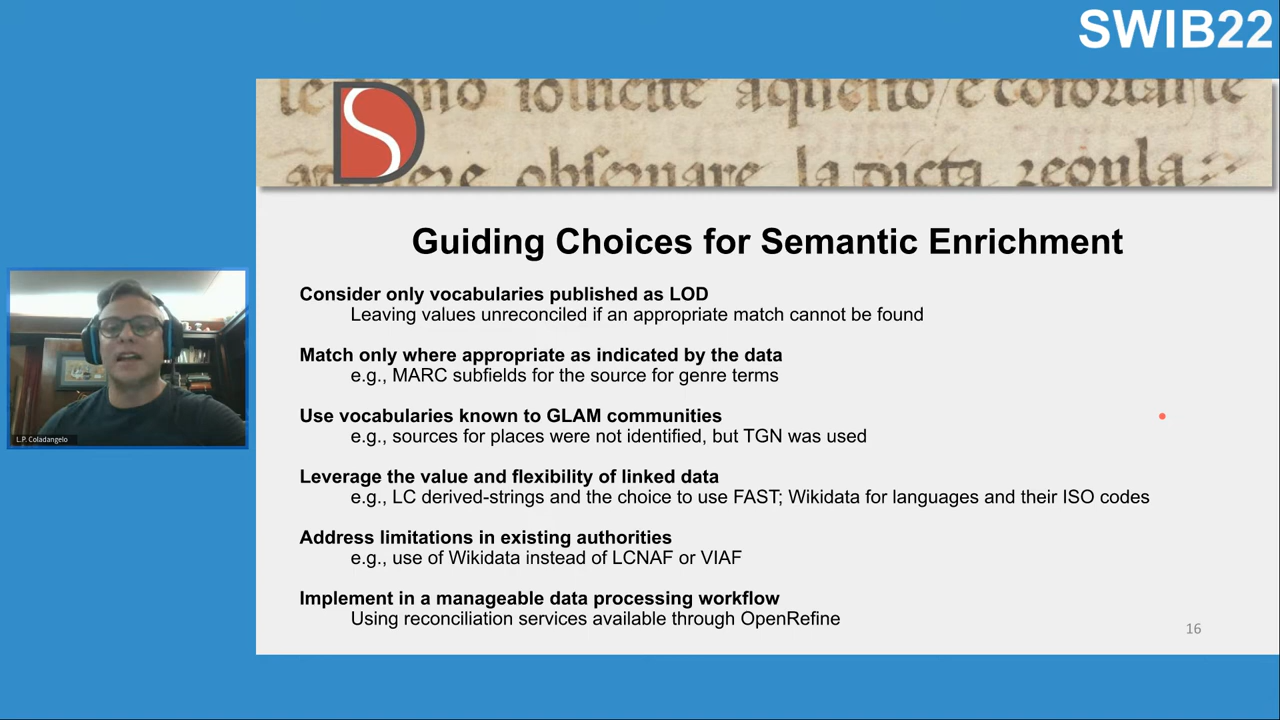 SWIB22
DS
Guiding Choices for Semantic Enrichment
Consider only vocabularies published as LOD
Leaving values unreconciled if an appropriate match cannot be found
Match only where appropriate as indicated by the data
e.g., MARC subfields for the source for genre terms
Use vocabularies known to GLAM communities
e.g., sources for places were not identified, but TGN was used
Leverage the value and flexibility of linked data
e.g., LC derived-strings and the choice to use FAST; Wikidata for languages and their ISO codes
Address limitations in existing authorities
e.g., use of Wikidata instead of LCNAF or VIAF
Implement in a manageable data processing workflow
Using reconciliation services available through OpenRefine
16
L.P. Coladangelo